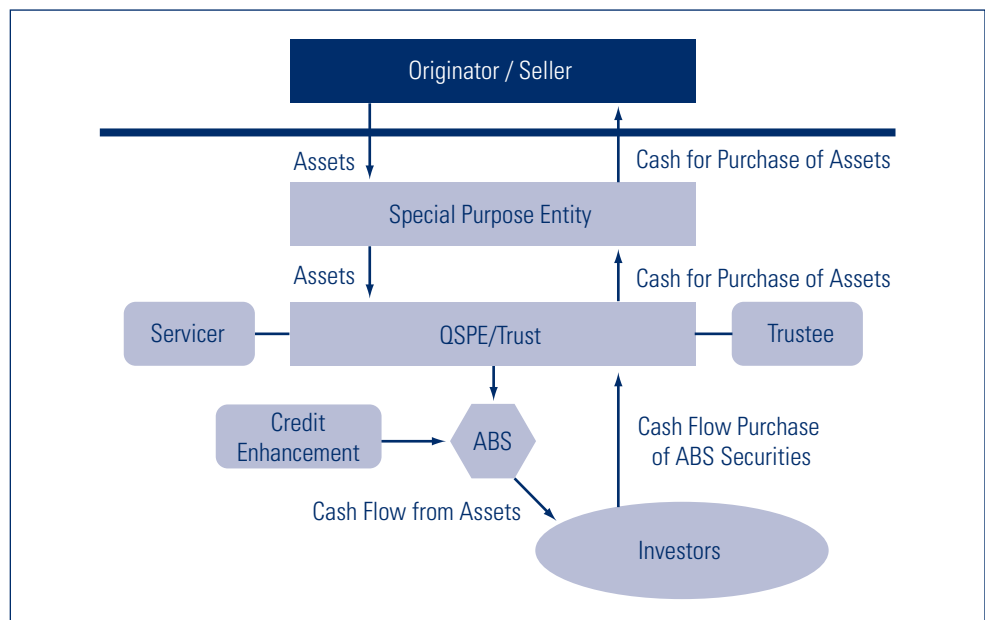 Originator / Seller
Assets
Cash for Purchase of Assets
Special Purpose Entity
Assets
Cash for Purchase of Assets
Servicer
QSPE/Trust
Trustee
Credit
Enhancement
ABS
Cash Flow Purchase
of ABS Securities
Cash Flow from Assets
Investors